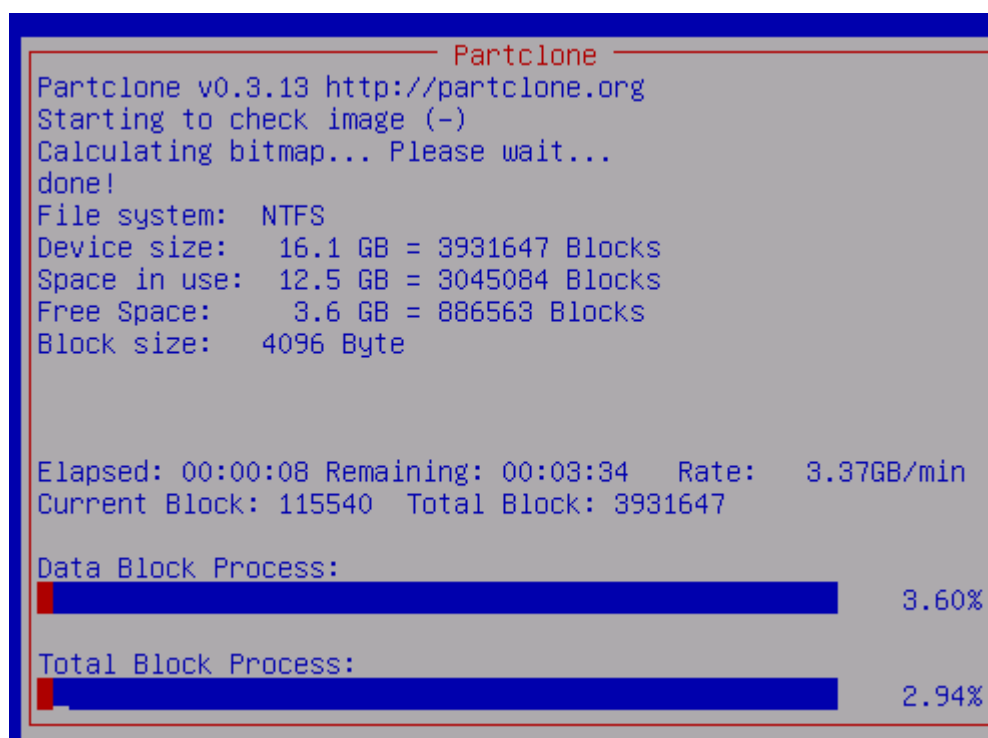 Partclone
Partclone v0.3.13 http://partclone.org
Starting to check image (-)
Calculating bitmap... Please wait...
done!
File system:  NTFS
Device size:   16.1 GB = 3931647 Blocks
Space in use:  12.5 GB = 3045084 Blocks
Free Space:     3.6 GB = 886563 Blocks
Block size:   4096 Byte
Elapsed: 00:00:08 Remaining: 00:03:34   Rate:   3.37GB/min
Current Block: 115540  Total Block: 3931647
Data Block Process:
3.60%
Total Block Process:
2.94%